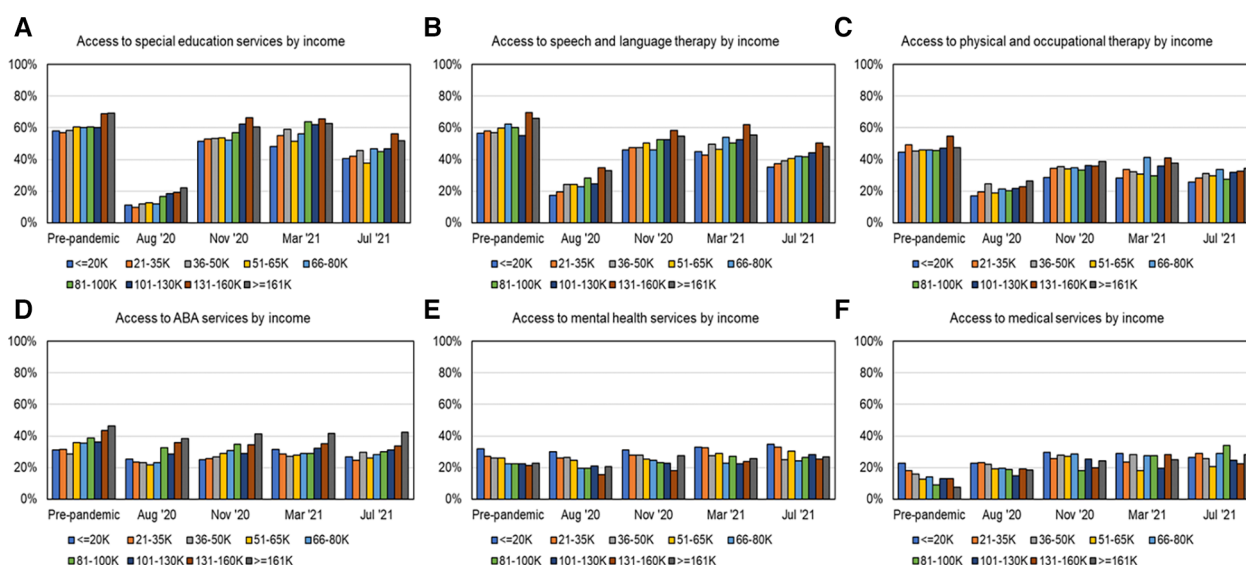 A
Access to special education services by income
100%
80%
60%
40%
20%
0%
Pre-pandemic Aug '20 Nov '20 Mar '21 Jul '21
<=20K 21-35K 36-50K 51-65K 66-80K
81-100K 101-130K 131-160K >=161K
B
Access to speech and language therapy by income
100%
80%
60%
40%
20%
0%
Pre-pandemic Aug '20 Nov '20 Mar '21 Jul '21
<=20K 21-35K 36-50K 51-65K 66-80K
81-100K 101-130K 131-160K >=161K
C
Access to physical and occupational therapy by income
100%
80%
60%
40%
20%
0%
Pre-pandemic Aug '20 Nov '20 Mar '21 Jul '21
<=20K 21-35K 36-50K 51-65K 66-80K
81-100K 101-130K 131-160K >=161K
D
Access to ABA services by income
100%
80%
60%
40%
20%
0%
Pre-pandemic Aug '20 Nov '20 Mar '21 Jul '21
<=20K 21-35K 36-50K 51-65K 66-80K
81-100K 101-130K 131-160K >=161K
E
Access to mental health services by income
100%
80%
60%
40%
20%
0%
Pre-pandemic Aug '20 Nov '20 Mar '21 Jul '21
<=20K 21-35K 36-50K 51-65K 66-80K
81-100K 101-130K 131-160K >=161K
F
Access to medical services by income
100%
80%
60%
40%
20%
0%
Pre-pandemic Aug '20 Nov '20 Mar '21 Jul '21
<=20K 21-35K 36-50K 51-65K 66-80K
81-100K 101-130K 131-160K >=161K